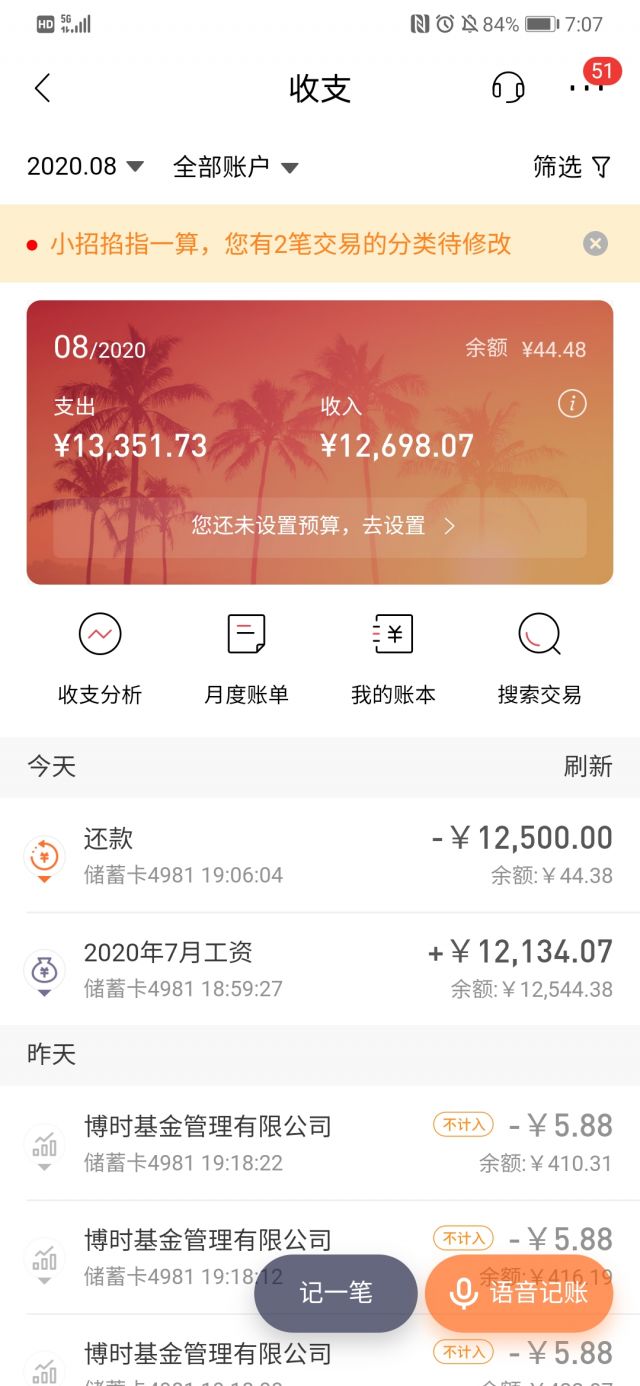 HD 5G 84% 7:07
收支 51
2020.08 全部账户 筛选
小招掐指一算，您有2笔交易的分类待修改
08/2020 余额 ¥44.48
支出 收入
¥13,351.73 ¥12,698.07
您还未设置预算，去设置
收支分析 月度账单 我的账本 搜索交易
今天 刷新
还款 -¥12,500.00
储蓄卡4981 19:06:04 余额:¥44.38
2020年7月工资 +¥12,134.07
储蓄卡4981 18:59:27 余额:¥12,544.38
昨天
博时基金管理有限公司 不计入 -¥5.88
储蓄卡4981 19:18:22 余额:¥410.31
博时基金管理有限公司 不计入 -¥5.88
储蓄卡4981 19:18:12 余额:¥416.19
记一笔 语音记账
博时基金管理有限公司 不计入 -¥5.88